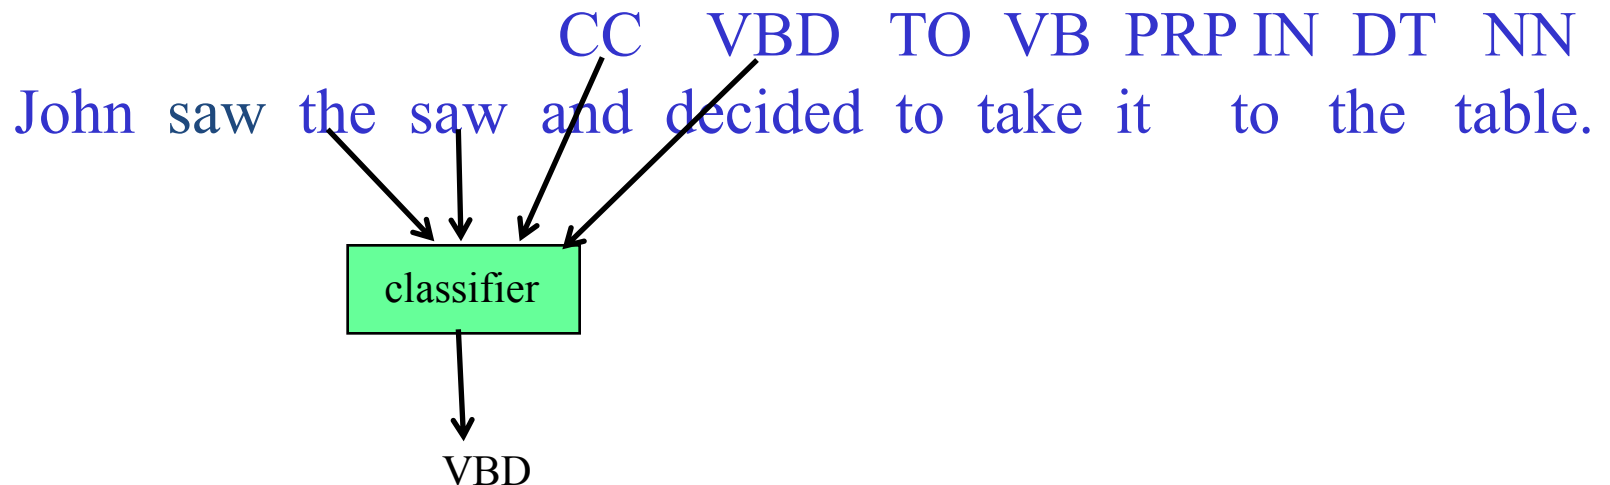 CC VBD TO VB PRP IN DT NN
John saw the saw and decided to take it to the table.
classifier
VBD